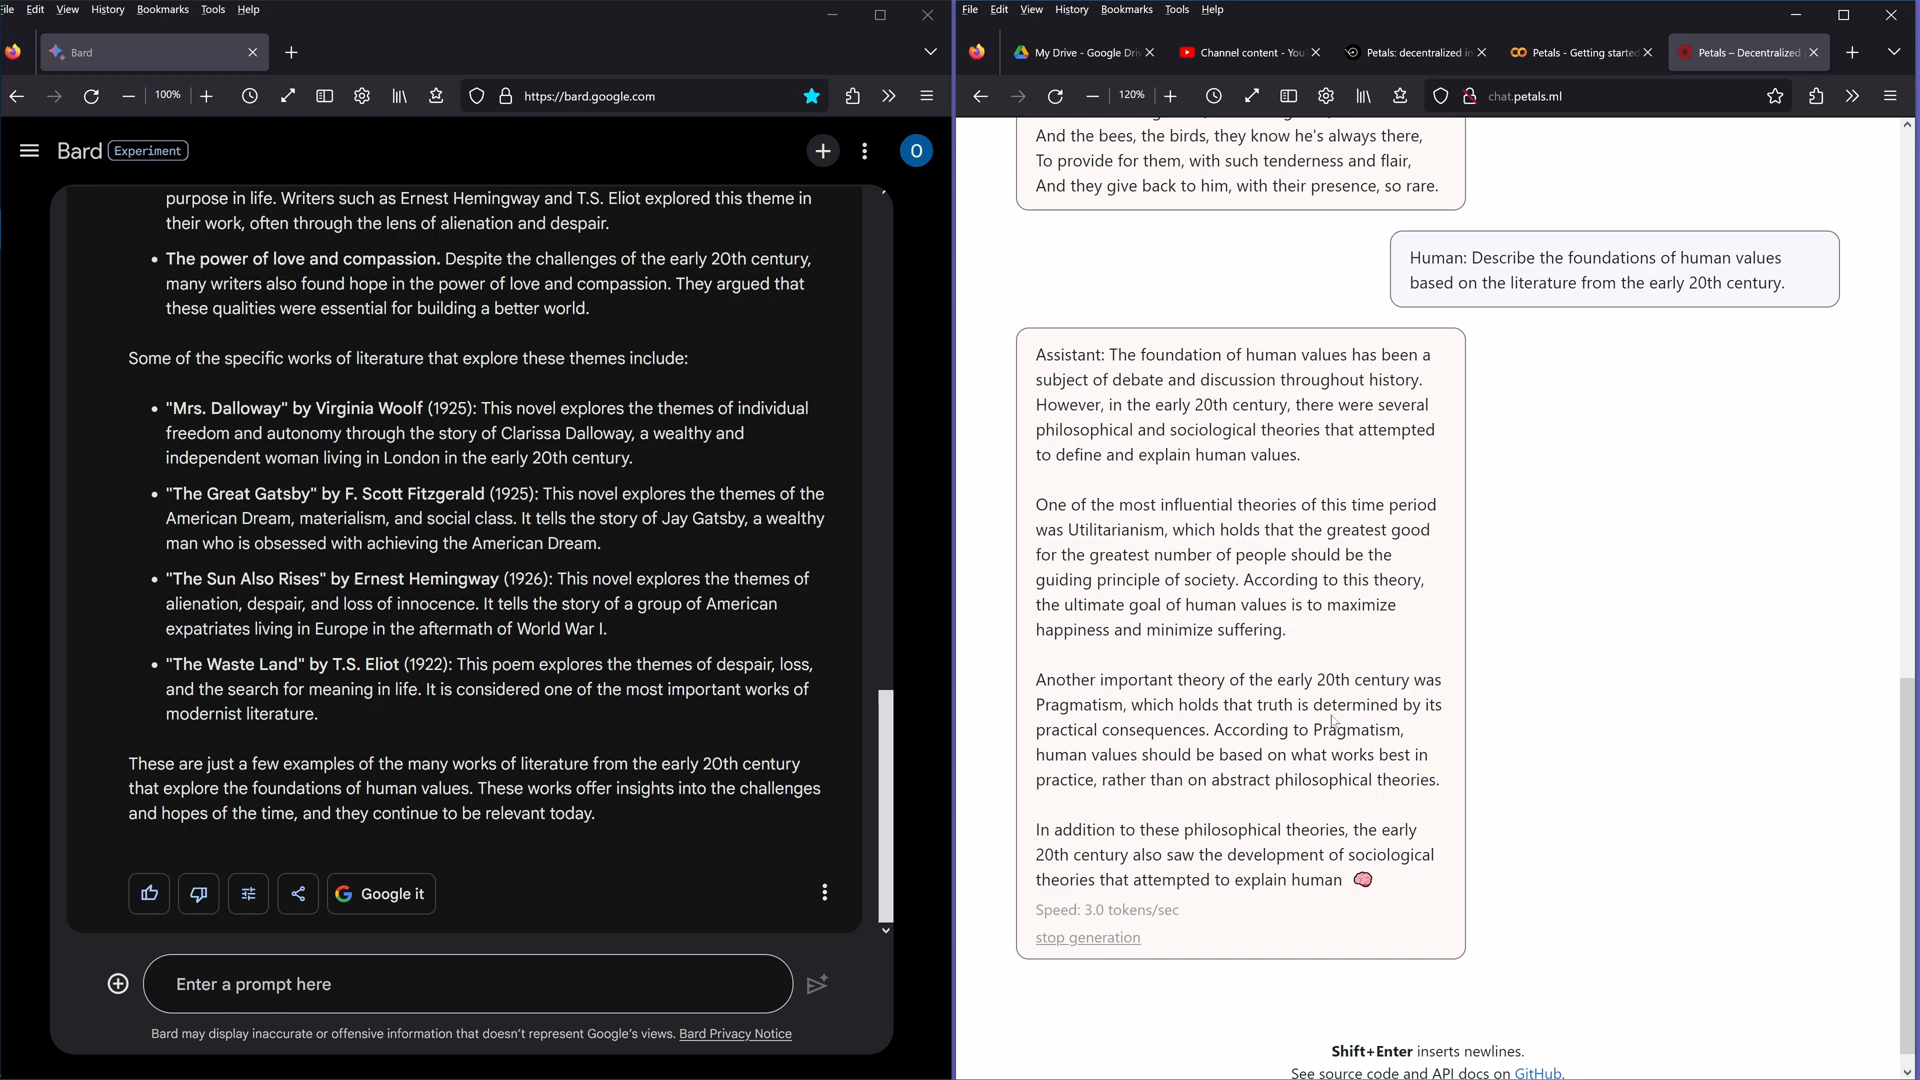 ile Edit View History Bookmarks Tools Help
Bard
100%
https://bard.google.com
Bard Experiment
O
purpose in life. Writers such as Ernest Hemingway and T.S. Eliot explored this theme in
their work, often through the lens of alienation and despair.
• The power of love and compassion. Despite the challenges of the early 20th century,
many writers also found hope in the power of love and compassion. They argued that
these qualities were essential for building a better world.
Some of the specific works of literature that explore these themes include:
• "Mrs. Dalloway" by Virginia Woolf (1925): This novel explores the themes of individual
freedom and autonomy through the story of Clarissa Dalloway, a wealthy and
independent woman living in London in the early 20th century.
• "The Great Gatsby" by F. Scott Fitzgerald (1925): This novel explores the themes of the
American Dream, materialism, and social class. It tells the story of Jay Gatsby, a wealthy
man who is obsessed with achieving the American Dream.
• "The Sun Also Rises" by Ernest Hemingway (1926): This novel explores the themes of
alienation, despair, and loss of innocence. It tells the story of a group of American
expatriates living in Europe in the aftermath of World War I.
• "The Waste Land" by T.S. Eliot (1922): This poem explores the themes of despair, loss,
and the search for meaning in life. It is considered one of the most important works of
modernist literature.
These are just a few examples of the many works of literature from the early 20th century
that explore the foundations of human values. These works offer insights into the challenges
and hopes of the time, and they continue to be relevant today.
Google it
Enter a prompt here
Bard may display inaccurate or offensive information that doesn't represent Google's views. Bard Privacy Notice
File Edit View History Bookmarks Tools Help
My Drive - Google Dri
Channel content - You
Petals: decentralized in
Petals - Getting started
Petals – Decentralized
120%
chat.petals.ml
And the bees, the birds, they know he's always there,
To provide for them, with such tenderness and flair,
And they give back to him, with their presence, so rare.
Human: Describe the foundations of human values
based on the literature from the early 20th century.
Assistant: The foundation of human values has been a
subject of debate and discussion throughout history.
However, in the early 20th century, there were several
philosophical and sociological theories that attempted
to define and explain human values.
One of the most influential theories of this time period
was Utilitarianism, which holds that the greatest good
for the greatest number of people should be the
guiding principle of society. According to this theory,
the ultimate goal of human values is to maximize
happiness and minimize suffering.
Another important theory of the early 20th century was
Pragmatism, which holds that truth is determined by its
practical consequences. According to Pragmatism,
human values should be based on what works best in
practice, rather than on abstract philosophical theories.
In addition to these philosophical theories, the early
20th century also saw the development of sociological
theories that attempted to explain human
Speed: 3.0 tokens/sec
stop generation
Shift+Enter inserts newlines.
See source code and API docs on GitHub.